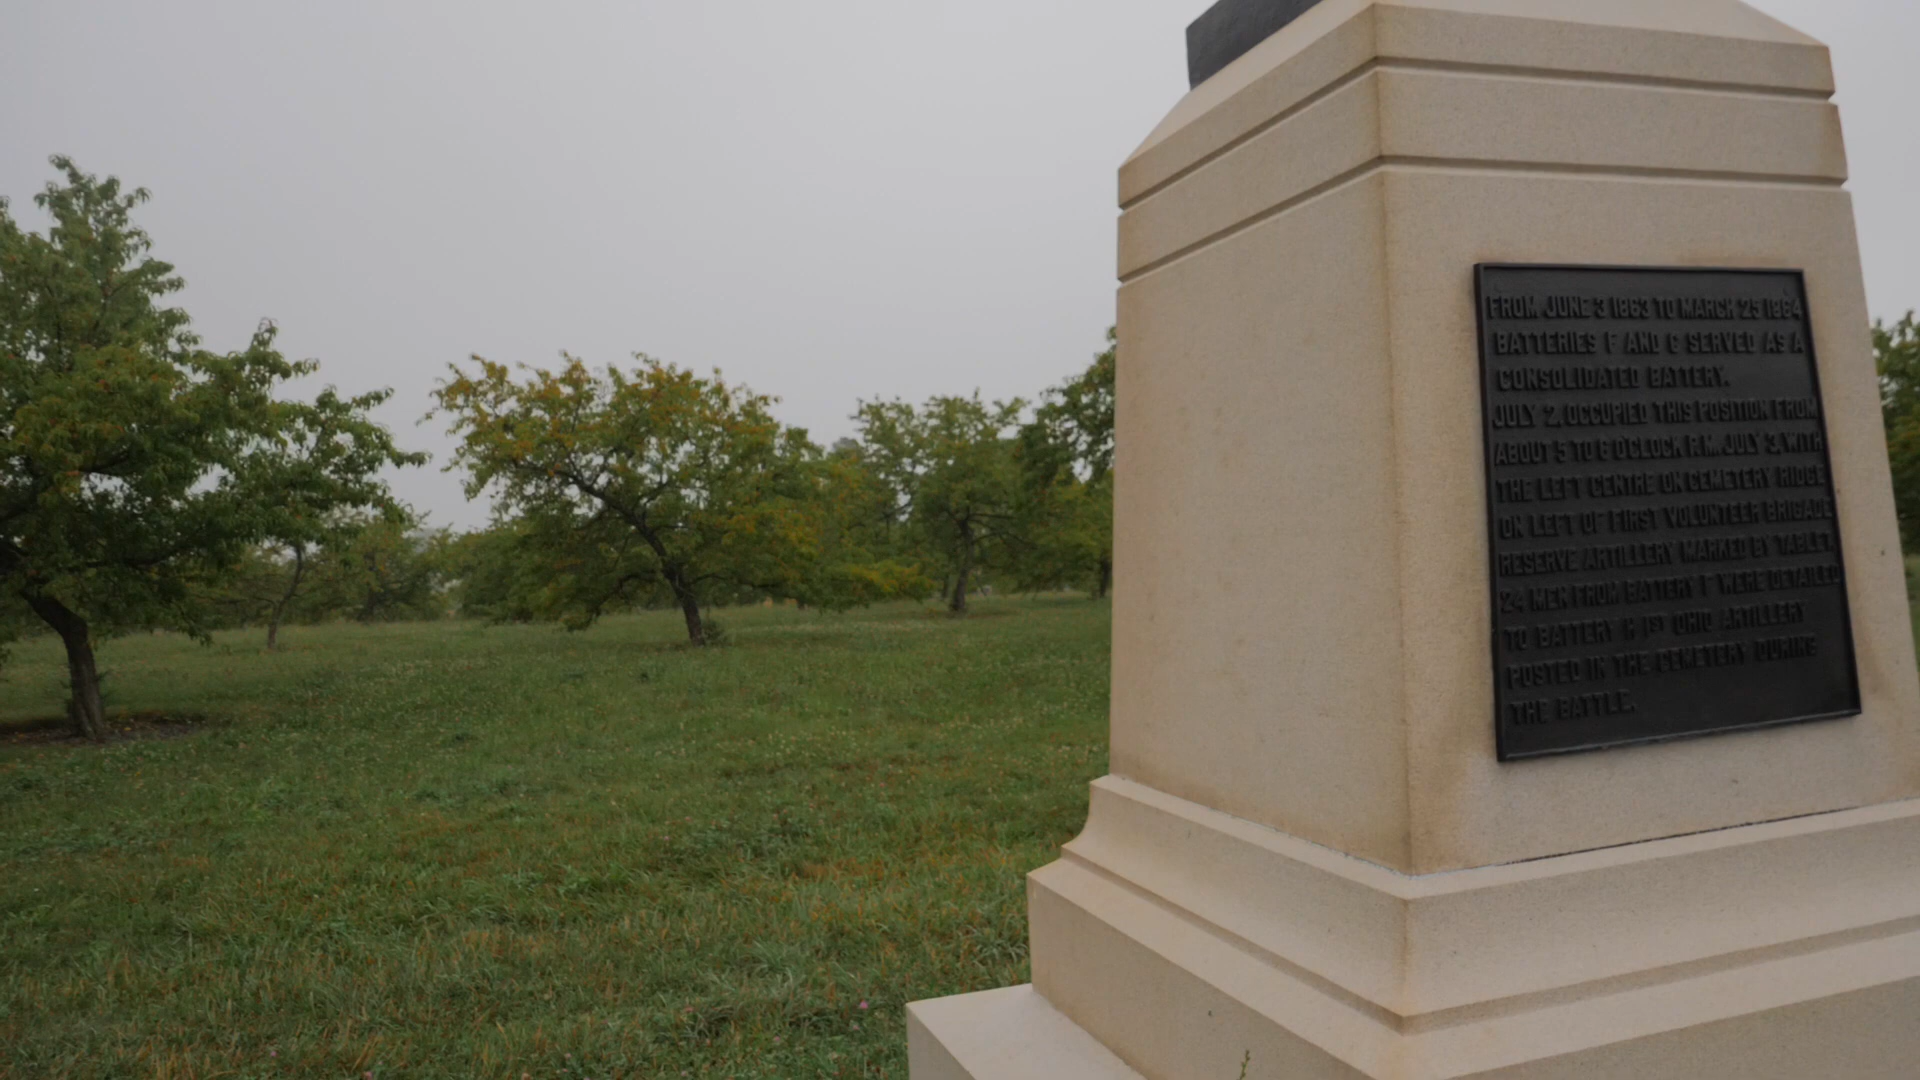 FROM JUNE 3 1863 TO MARCH 25 1864
BATTERIES F AND C SERVED AS A
CONSOLIDATED BATTERY.
JULY 2, OCCUPIED THIS POSITION FROM
ABOUT 5 TO 6 O'CLOCK P.M. JULY 3, WITH
THE LEFT CENTRE ON CEMETERY RIDGE
ON LEFT OF FIRST VOLUNTEER BRIGADE
RESERVE ARTILLERY MARKED BY TABLET
24 MEN FROM BATTERY F WERE DETAILED
TO BATTERY H 1ST OHIO ARTILLERY
POSTED IN THE CEMETERY DURING
THE BATTLE.